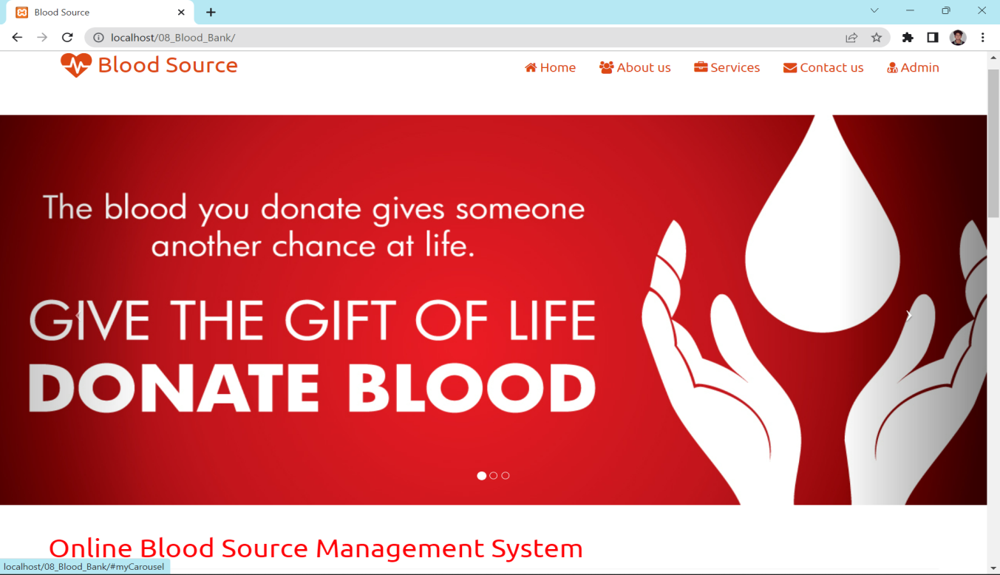 Blood Source
localhost/08_Blood_Bank/
Blood Source
Home About us Services Contact us Admin
The blood you donate gives someone
another chance at life.
GIVE THE GIFT OF LIFE
DONATE BLOOD
Online Blood Source Management System
localhost/08_Blood_Bank/#myCarousel